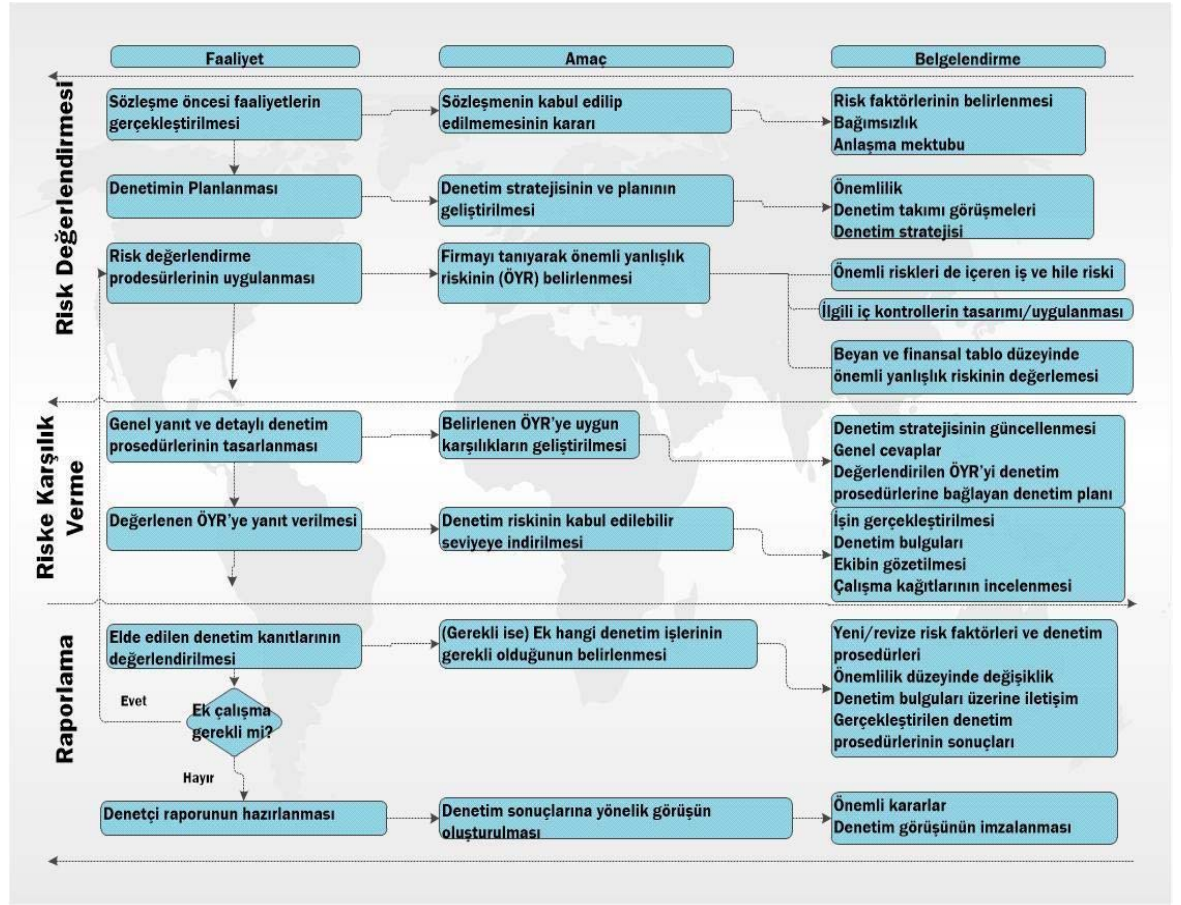 Faaliyet
Amaç
Belgelendirme
Risk Değerlendirmesi
Sözleşme öncesi faaliyetlerin
gerçekleştirilmesi
Sözleşmenin kabul edilip
edilmemesinin kararı
Risk faktörlerinin belirlenmesi
Bağımsızlık
Anlaşma mektubu
Denetimin Planlanması
Denetim stratejisinin ve planının
geliştirilmesi
Önemlilik
Denetim takımı görüşmeleri
Denetim stratejisi
Risk değerlendirme
prodesürlerinin uygulanması
Firmayı tanıyarak önemli yanlışlık
riskinin (ÖYR) belirlenmesi
Önemli riskleri de içeren iş ve hile riski
İlgili iç kontrollerin tasarımı/uygulanması
Beyan ve finansal tablo düzeyinde
önemli yanlışlık riskinin değerlemesi
Riske Karşılık
Verme
Genel yanıt ve detaylı denetim
prosedürlerinin tasarlanması
Belirlenen ÖYR'ye uygun
karşılıkların geliştirilmesi
Denetim stratejisinin güncellenmesi
Genel cevaplar
Değerlendirilen ÖYR'yi denetim
prosedürlerine bağlayan denetim planı
Değerlenen ÖYR'ye yanıt verilmesi
Denetim riskinin kabul edilebilir
seviyeye indirilmesi
İşin gerçekleştirilmesi
Denetim bulguları
Ekibin gözetilmesi
Çalışma kağıtlarının incelenmesi
Raporlama
Elde edilen denetim kanıtlarının
değerlendirilmesi
(Gerekli ise) Ek hangi denetim işlerinin
gerekli olduğunun belirlenmesi
Yeni/revize risk faktörleri ve denetim
prosedürleri
Önemlilik düzeyinde değişiklik
Denetim bulguları üzerine iletişim
Gerçekleştirilen denetim
prosedürlerinin sonuçları
Evet
Ek çalışma
gerekli mi?
Hayır
Denetçi raporunun hazırlanması
Denetim sonuçlarına yönelik görüşün
oluşturulması
Önemli kararlar
Denetim görüşünün imzalanması